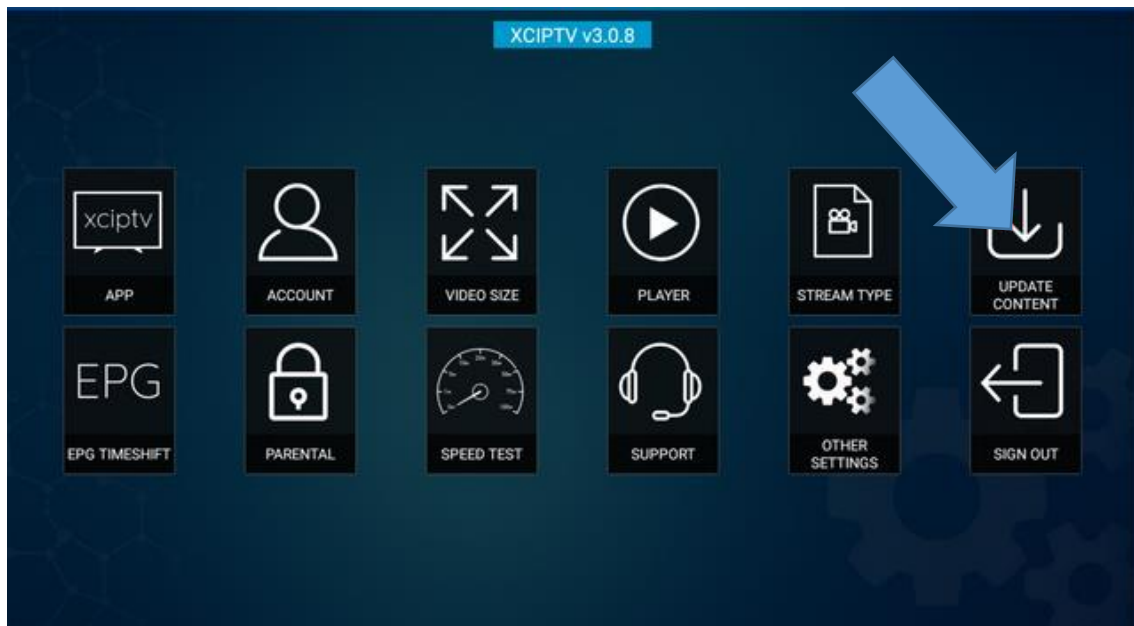 XCIPTV v3.0.8
xciptv
APP
ACCOUNT
VIDEO SIZE
PLAYER
STREAM TYPE
UPDATE
CONTENT
EPG
EPG TIMESHIFT
PARENTAL
SPEED TEST
SUPPORT
OTHER
SETTINGS
SIGN OUT